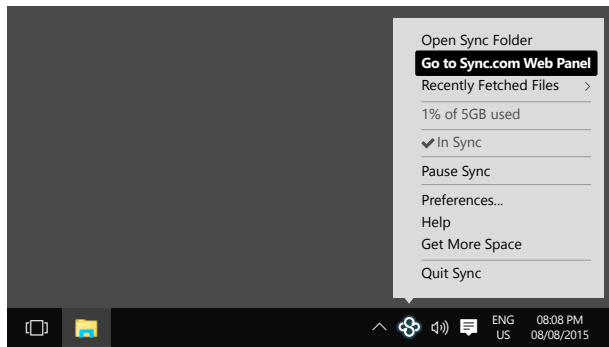 Open Sync Folder
Go to Sync.com Web Panel
Recently Fetched Files
1% of 5GB used
In Sync
Pause Sync
Preferences...
Help
Get More Space
Quit Sync
ENG
US
08:08 PM
08/08/2015